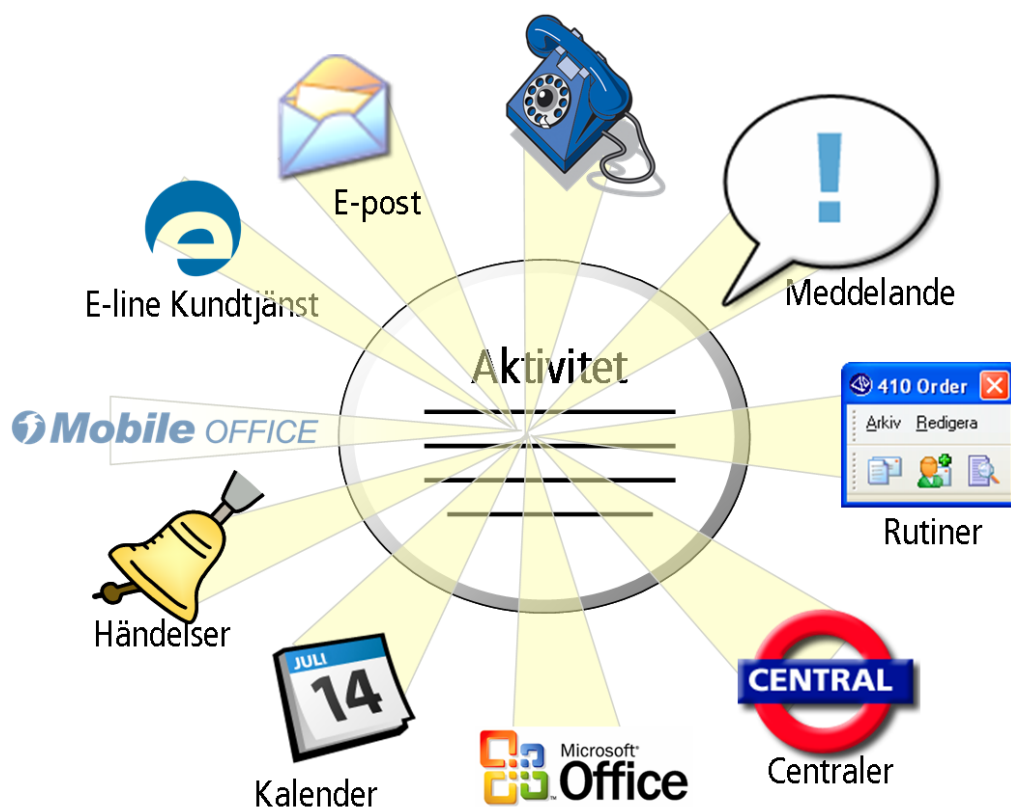 E-post
Meddelande
E-line Kundtjänst
Aktivitet
410 Order
Arkiv Redigera
Mobile OFFICE
Rutiner
Händelser
JULI
14
Kalender
Microsoft®
Office
CENTRAL
Centraler